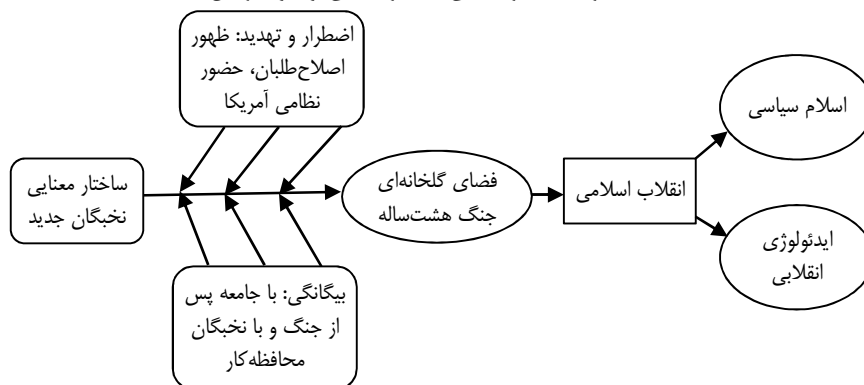 اضطرار و تهدید: ظهور
اصلاح‌طلبان، حضور
نظامی آمریکا
اسلام سیاسی
ساختار معنایی
نخبگان جدید
فضای گلخانه‌ای
جنگ هشت‌ساله
انقلاب اسلامی
ایدئولوژی
انقلابی
بیگانگی: با جامعه پس
از جنگ و با نخبگان
محافظه‌کار